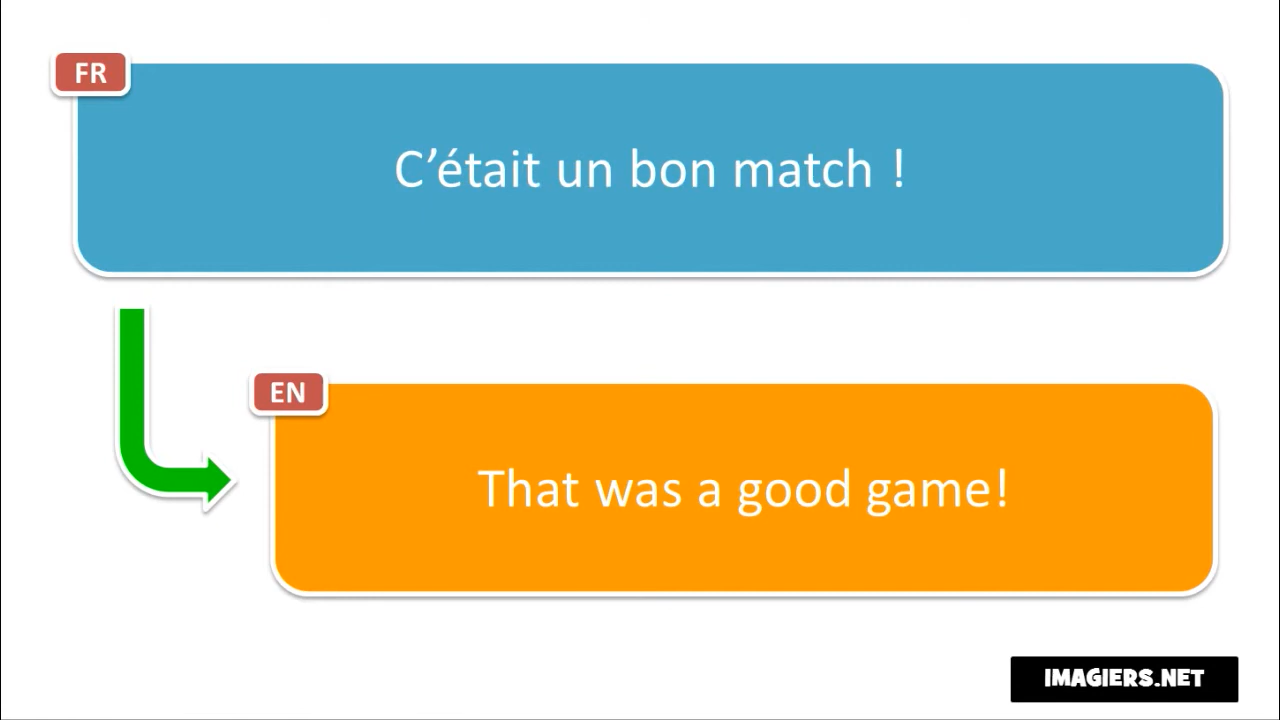 FR
C’était un bon match !
EN
That was a good game!
IMAGIERS.NET